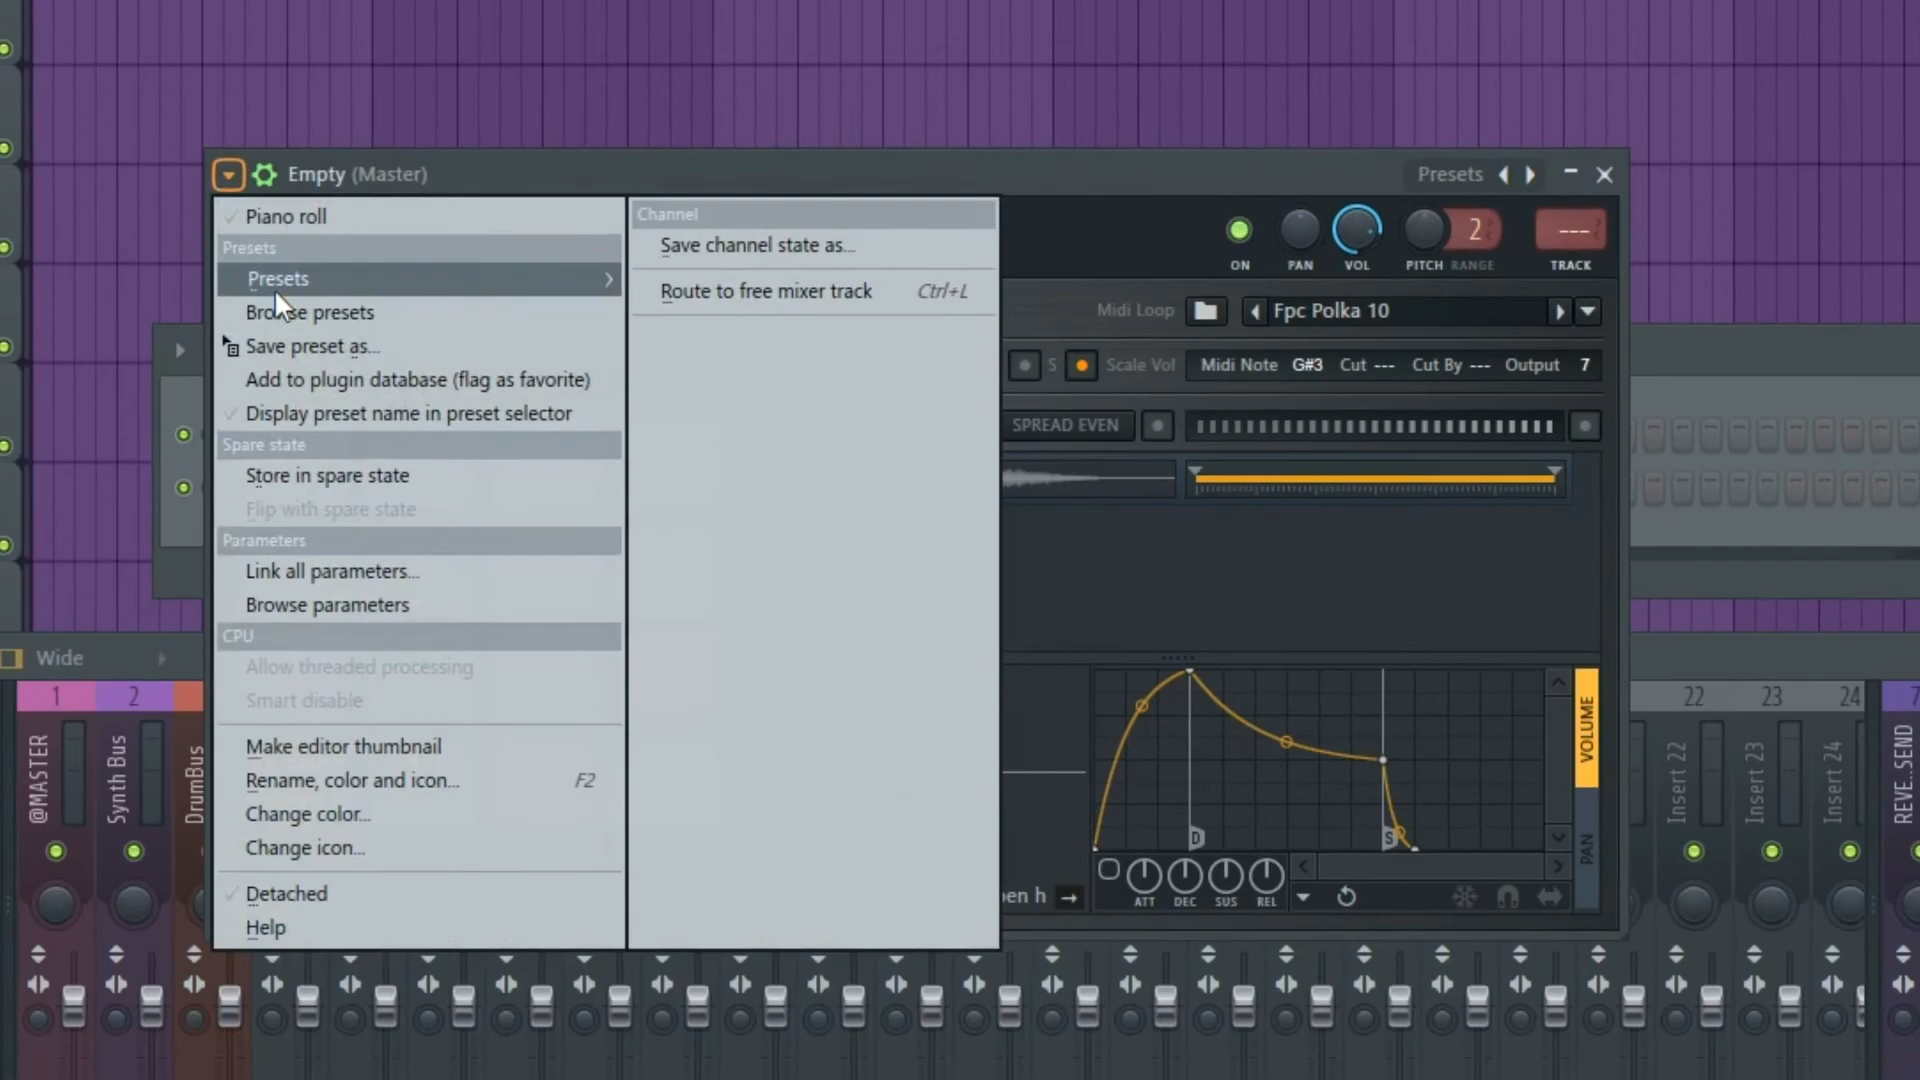 Empty (Master)
Presets
Piano roll
Presets
Presets
Browse presets
Save preset as...
Add to plugin database (flag as favorite)
Display preset name in preset selector
Spare state
Store in spare state
Flip with spare state
Parameters
Link all parameters...
Browse parameters
CPU
Allow threaded processing
Smart disable
Make editor thumbnail
Rename, color and icon... F2
Change color...
Change icon...
Detached
Help
Channel
Save channel state as...
Route to free mixer track Ctrl+L
2
---
ON PAN VOL PITCH RANGE TRACK
Midi Loop Fpc Polka 10
S Scale Vol Midi Note G#3 Cut --- Cut By --- Output 7
SPREAD EVEN
D
S
VOLUME
PAN
en h
ATT DEC SUS REL
Wide
1 2 22 23 24 7
@MASTER
Synth Bus
DrumBus
Insert 22
Insert 23
Insert 24
REVE..SEND